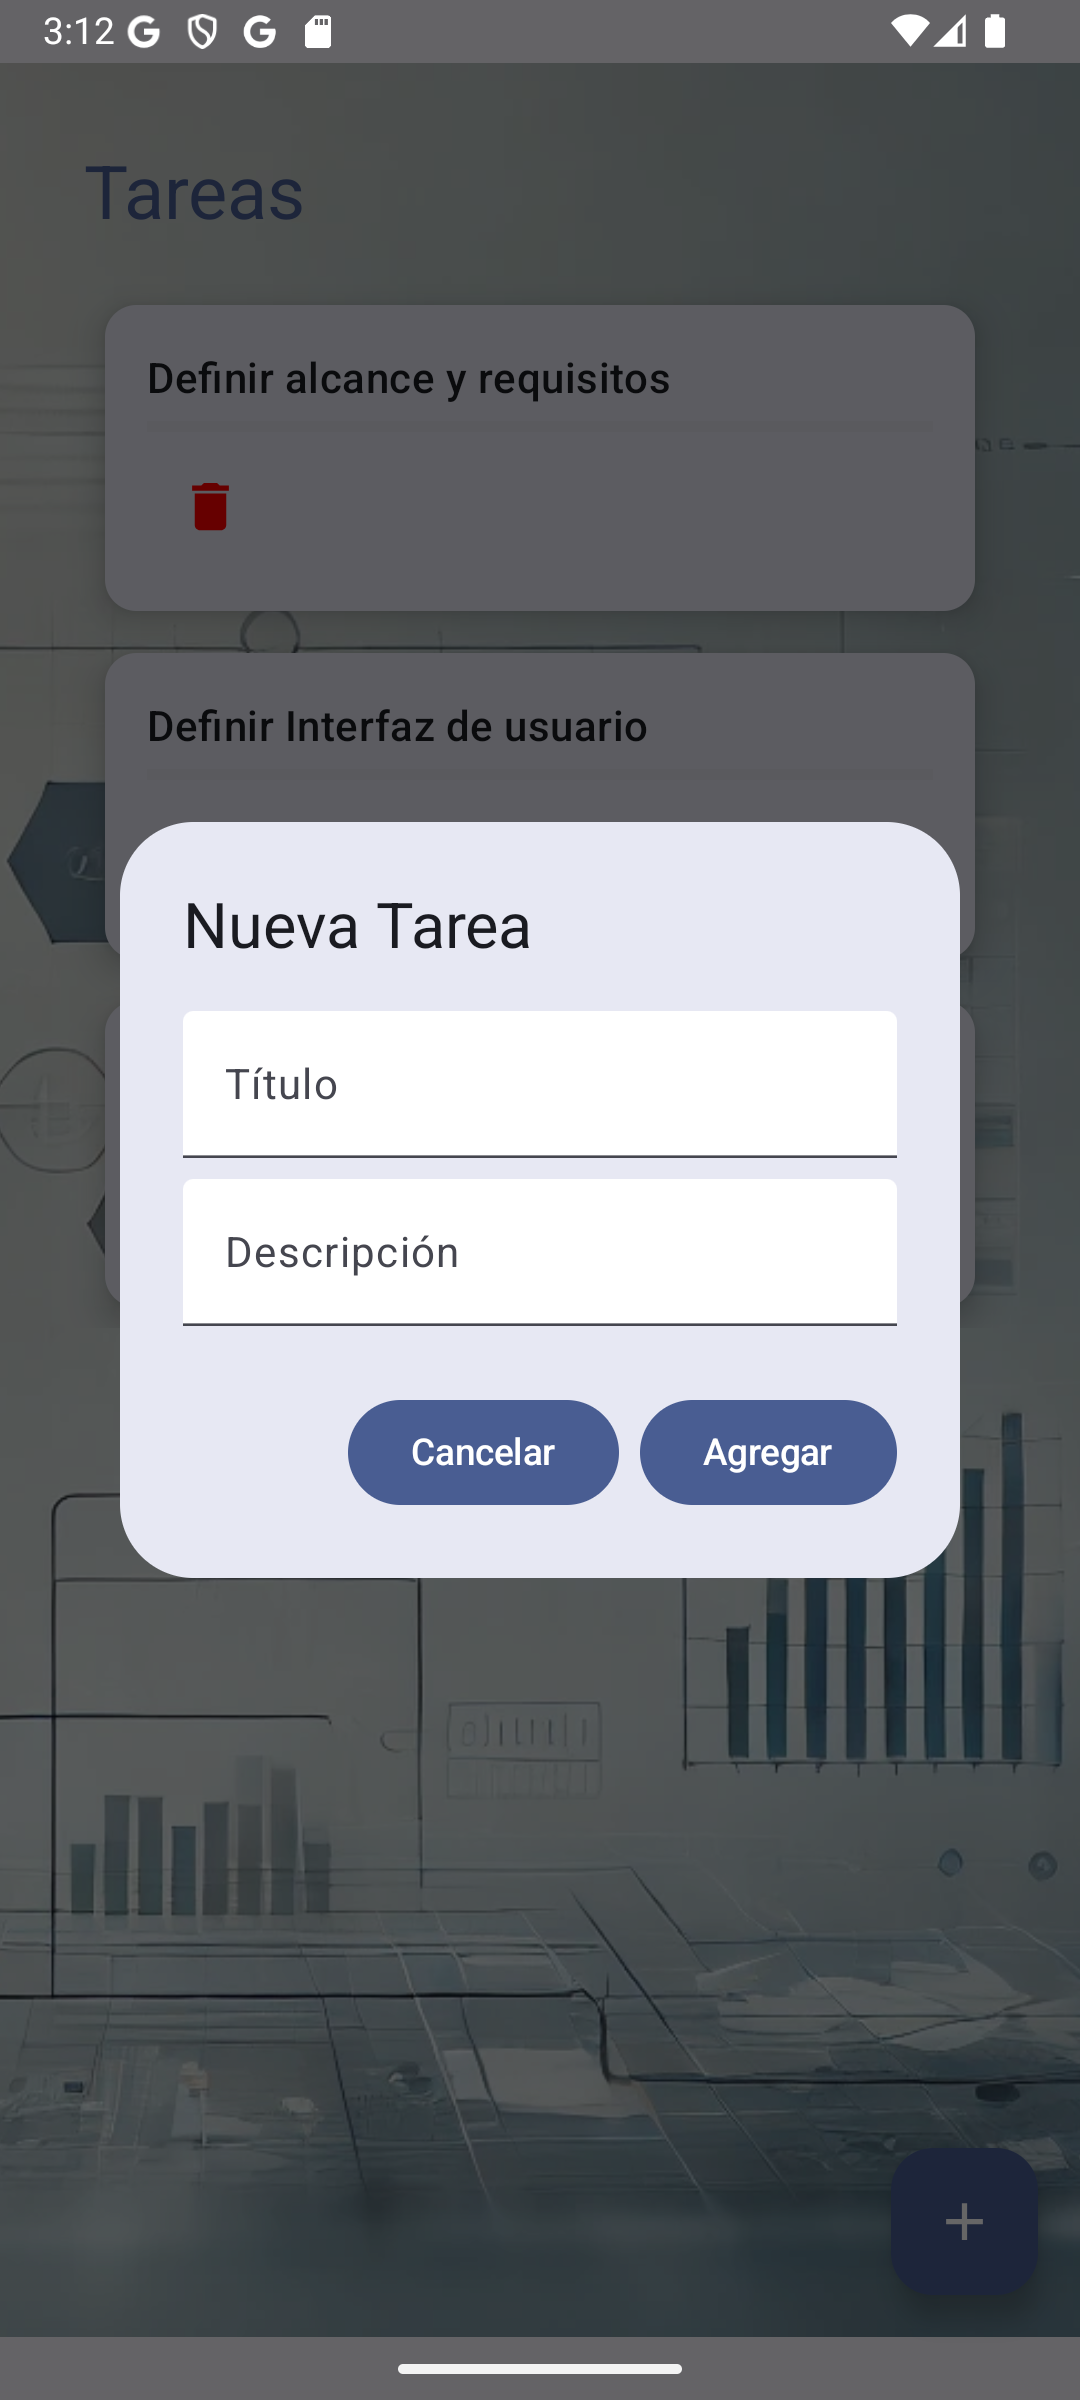 3:12
Tareas
Definir alcance y requisitos
Definir Interfaz de usuario
Nueva Tarea
Título
Descripción
Cancelar
Agregar